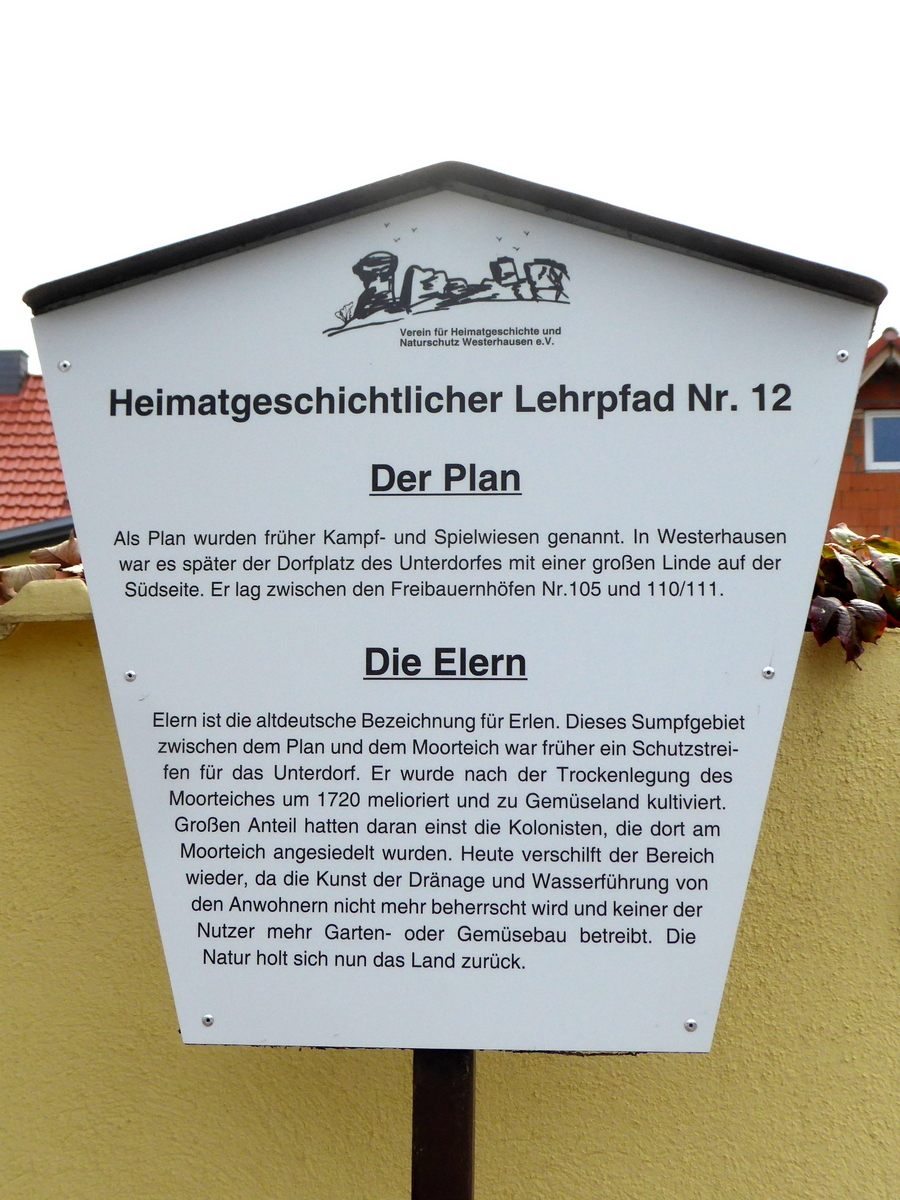 Verein für Heimatgeschichte und
Naturschutz Westerhausen e.V.
Heimatgeschichtlicher Lehrpfad Nr. 12
Der Plan
Als Plan wurden früher Kampf- und Spielwiesen genannt. In Westerhausen
war es später der Dorfplatz des Unterdorfes mit einer großen Linde auf der
Südseite. Er lag zwischen den Freibauernhöfen Nr.105 und 110/111.
Die Elern
Elern ist die altdeutsche Bezeichnung für Erlen. Dieses Sumpfgebiet
zwischen dem Plan und dem Moorteich war früher ein Schutzstrei-
fen für das Unterdorf. Er wurde nach der Trockenlegung des
Moorteiches um 1720 melioriert und zu Gemüseland kultiviert.
Großen Anteil hatten daran einst die Kolonisten, die dort am
Moorteich angesiedelt wurden. Heute verschilft der Bereich
wieder, da die Kunst der Dränage und Wasserführung von
den Anwohnern nicht mehr beherrscht wird und keiner der
Nutzer mehr Garten- oder Gemüsebau betreibt. Die
Natur holt sich nun das Land zurück.